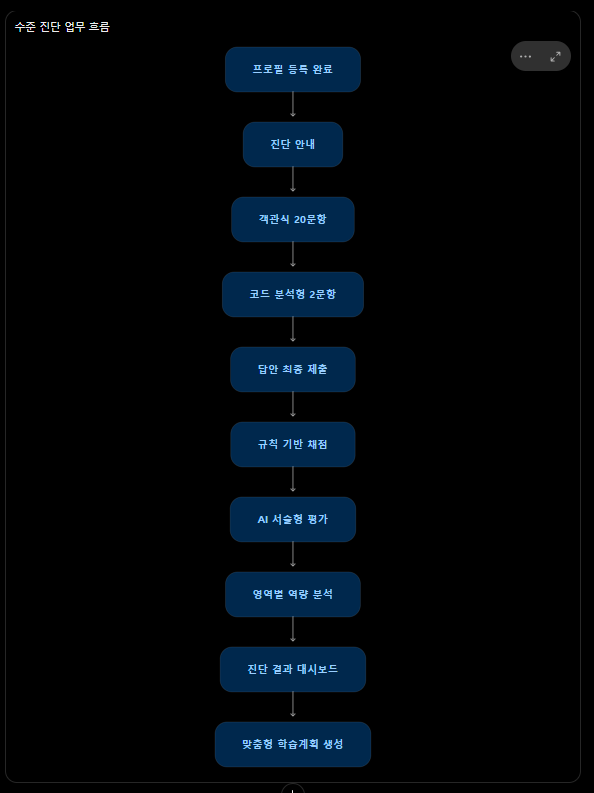 수준 진단 업무 흐름
프로필 등록 완료
진단 안내
객관식 20문항
코드 분석형 2문항
답안 최종 제출
규칙 기반 채점
AI 서술형 평가
영역별 역량 분석
진단 결과 대시보드
맞춤형 학습계획 생성